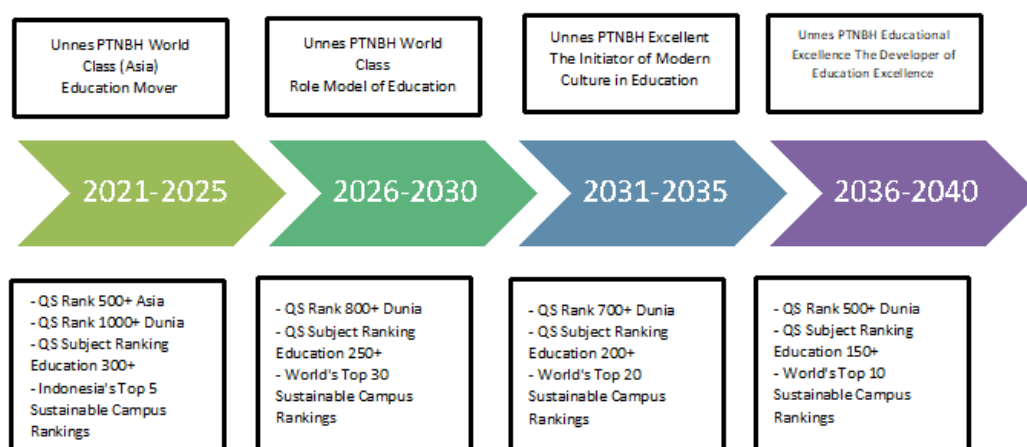 Unnes PTNBH World
Class (Asia)
Education Mover
Unnes PTNBH World
Class
Role Model of Education
Unnes PTNBH Excellent
The Initiator of Modern
Culture in Education
Unnes PTNBH Educational
Excellence The Developer of
Education Excellence
2021-2025
2026-2030
2031-2035
2036-2040
- QS Rank 500+ Asia
- QS Rank 1000+ Dunia
- QS Subject Ranking
Education 300+
- Indonesia's Top 5
Sustainable Campus
Rankings
- QS Rank 800+ Dunia
- QS Subject Ranking
Education 250+
- World's Top 30
Sustainable Campus
Rankings
- QS Rank 700+ Dunia
- QS Subject Ranking
Education 200+
- World's Top 20
Sustainable Campus
Rankings
- QS Rank 500+ Dunia
- QS Subject Ranking
Education 150+
- World's Top 10
Sustainable Campus
Rankings